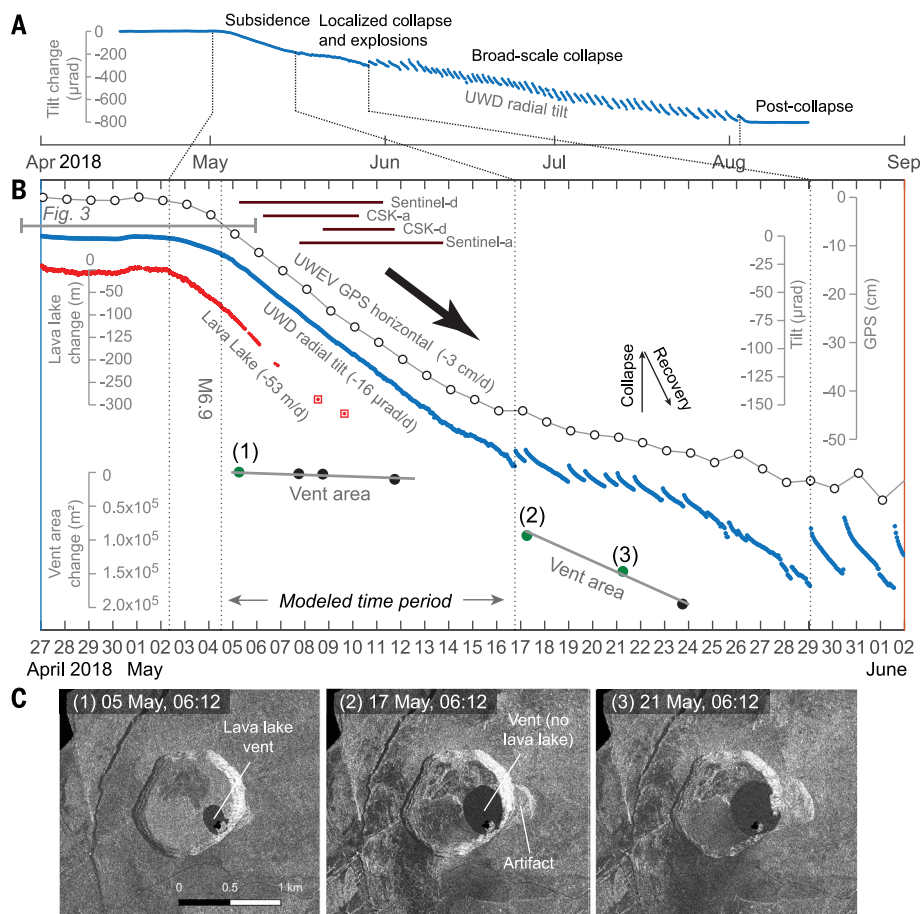 A
Tilt change
(µrad)
0
-200
-400
-600
-800
Subsidence
Localized collapse
and explosions
Broad-scale collapse
UWD radial tilt
Post-collapse
Apr 2018
May
Jun
Jul
Aug
Sep
B
Fig. 3
Sentinel-d
CSK-a
CSK-d
Sentinel-a
Lava lake
change (m)
0
-50
-100
-150
-200
-250
-300
M6.9
UWEV GPS horizontal (-3 cm/d)
UWD radial tilt (-16 µrad/d)
Lava Lake (-53 m/d)
Collapse
Recovery
Tilt (µrad)
0
-50
-100
-150
GPS (cm)
0
-10
-20
-30
-40
-50
Vent area
change (m²)
0
0.5x10⁵
1.0x10⁵
1.5x10⁵
2.0x10⁵
(1)
Vent area
(2)
(3)
Vent area
Modeled time period
27 28 29 30 01 02 03 04 05 06 07 08 09 10 11 12 13 14 15 16 17 18 19 20 21 22 23 24 25 26 27 28 29 30 31 01 02
April 2018 May June
C
(1) 05 May, 06:12
Lava lake
vent
0 0.5 1 km
(2) 17 May, 06:12
Vent (no
lava lake)
Artifact
(3) 21 May, 06:12